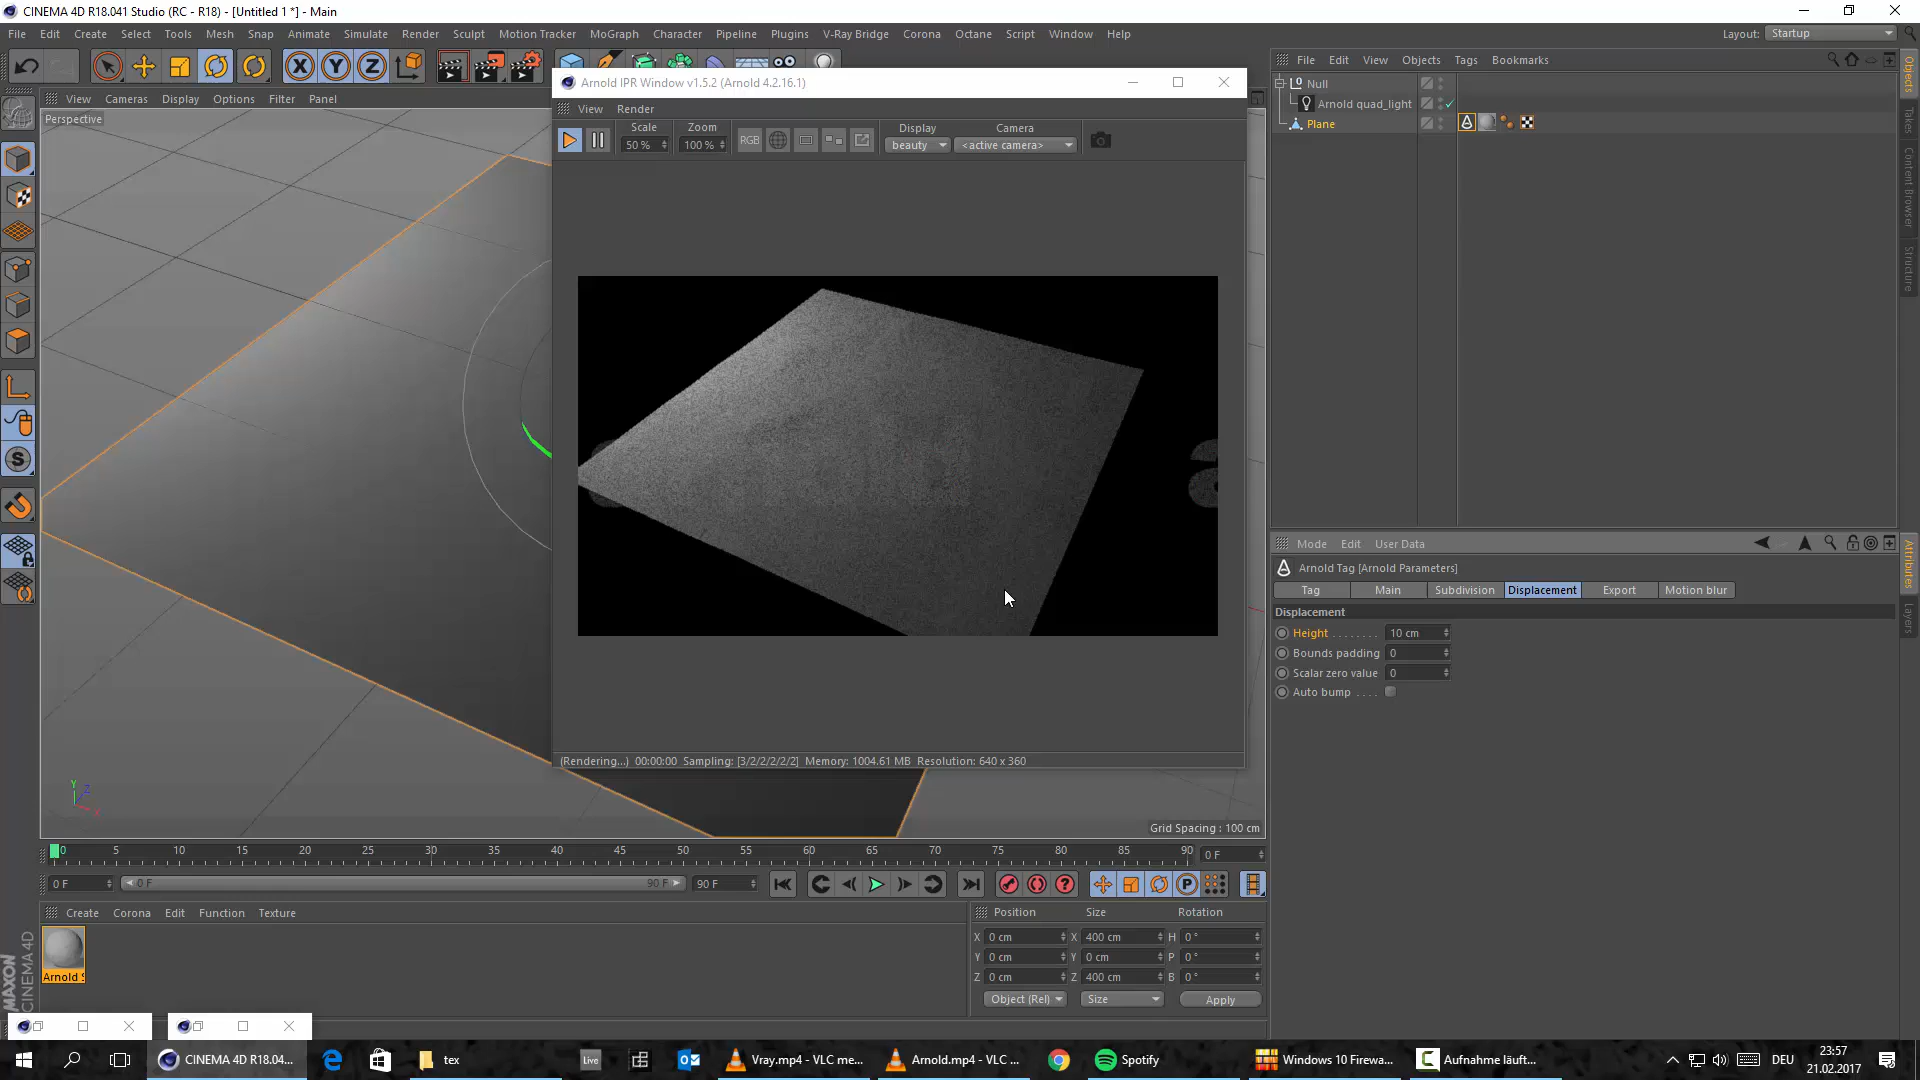 CINEMA 4D R18.041 Studio (RC - R18) - [Untitled 1 *] - Main
File Edit Create Select Tools Mesh Snap Animate Simulate Render Sculpt Motion Tracker MoGraph Character Pipeline Plugins V-Ray Bridge Corona Octane Script Window Help
Layout: Startup
View Cameras Display Options Filter Panel
Perspective
Arnold IPR Window v1.5.2 (Arnold 4.2.16.1)
View Render
Scale Zoom Display Camera
50 % 100 % RGB beauty <active camera>
(Rendering...) 00:00:00 Sampling: [3/2/2/2/2/2] Memory: 1004.61 MB Resolution: 640 x 360
Grid Spacing : 100 cm
File Edit View Objects Tags Bookmarks
Null
Arnold quad_light
Plane
Objects
Takes
Content Browser
Structure
Mode Edit User Data
Arnold Tag [Arnold Parameters]
Tag Main Subdivision Displacement Export Motion blur
Displacement
Height . . . . . . . . 10 cm
Bounds padding 0
Scalar zero value 0
Auto bump . . . .
Attributes
Layers
0 5 10 15 20 25 30 35 40 45 50 55 60 65 70 75 80 85 90 0 F
0 F 0 F 90 F 90 F
Create Corona Edit Function Texture
Arnold S
Position Size Rotation
X 0 cm X 400 cm H 0 °
Y 0 cm Y 0 cm P 0 °
Z 0 cm Z 400 cm B 0 °
Object (Rel) Size Apply
MAXON
CINEMA 4D
CINEMA 4D R18.04... tex Live Vray.mp4 - VLC me... Arnold.mp4 - VLC ... Spotify Windows 10 Firewa... Aufnahme läuft... DEU
23:57
21.02.2017